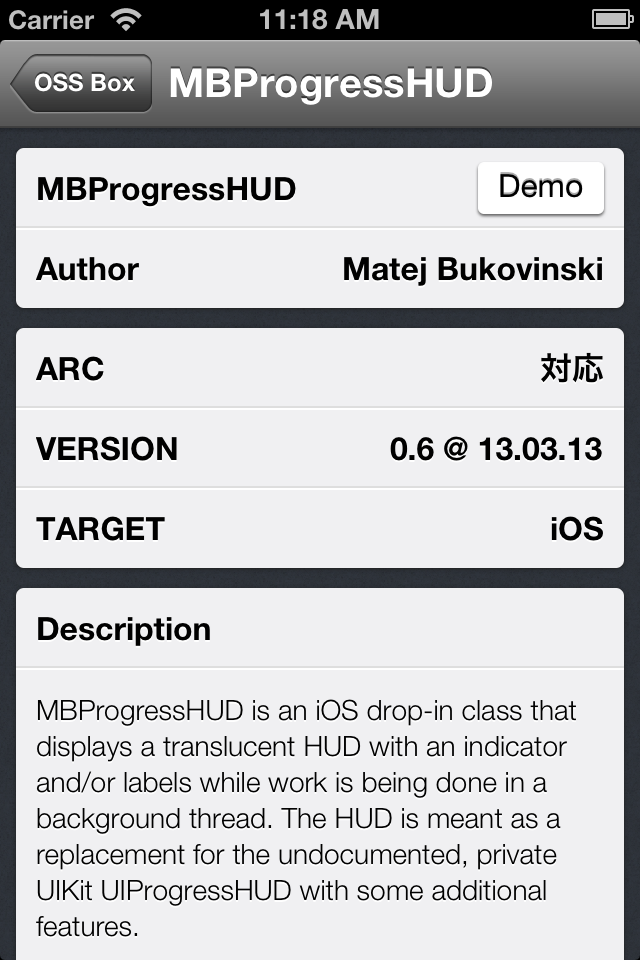 Carrier 11:18 AM
OSS Box MBProgressHUD
MBProgressHUD Demo
Author Matej Bukovinski
ARC 対応
VERSION 0.6 @ 13.03.13
TARGET iOS
Description
MBProgressHUD is an iOS drop-in class that
displays a translucent HUD with an indicator
and/or labels while work is being done in a
background thread. The HUD is meant as a
replacement for the undocumented, private
UIKit UIProgressHUD with some additional
features.